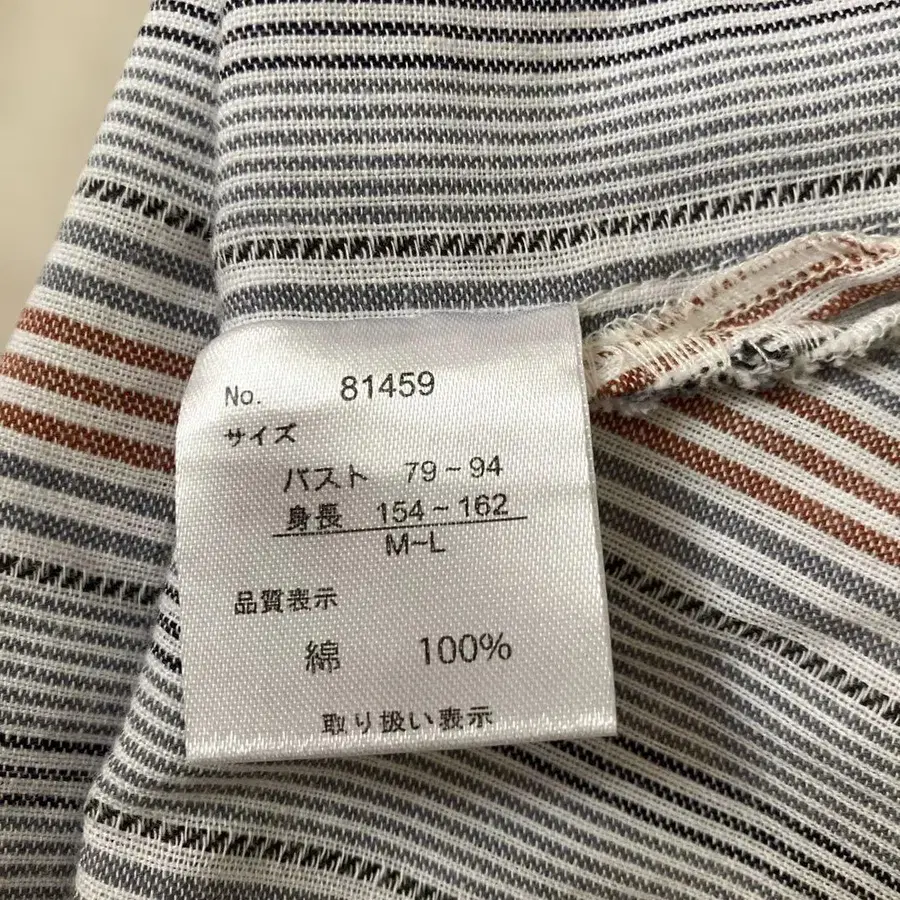 No. 81459
サイズ
バスト 79~94
身長 154~162
M-L
品質表示
綿 100%
取り扱い表示